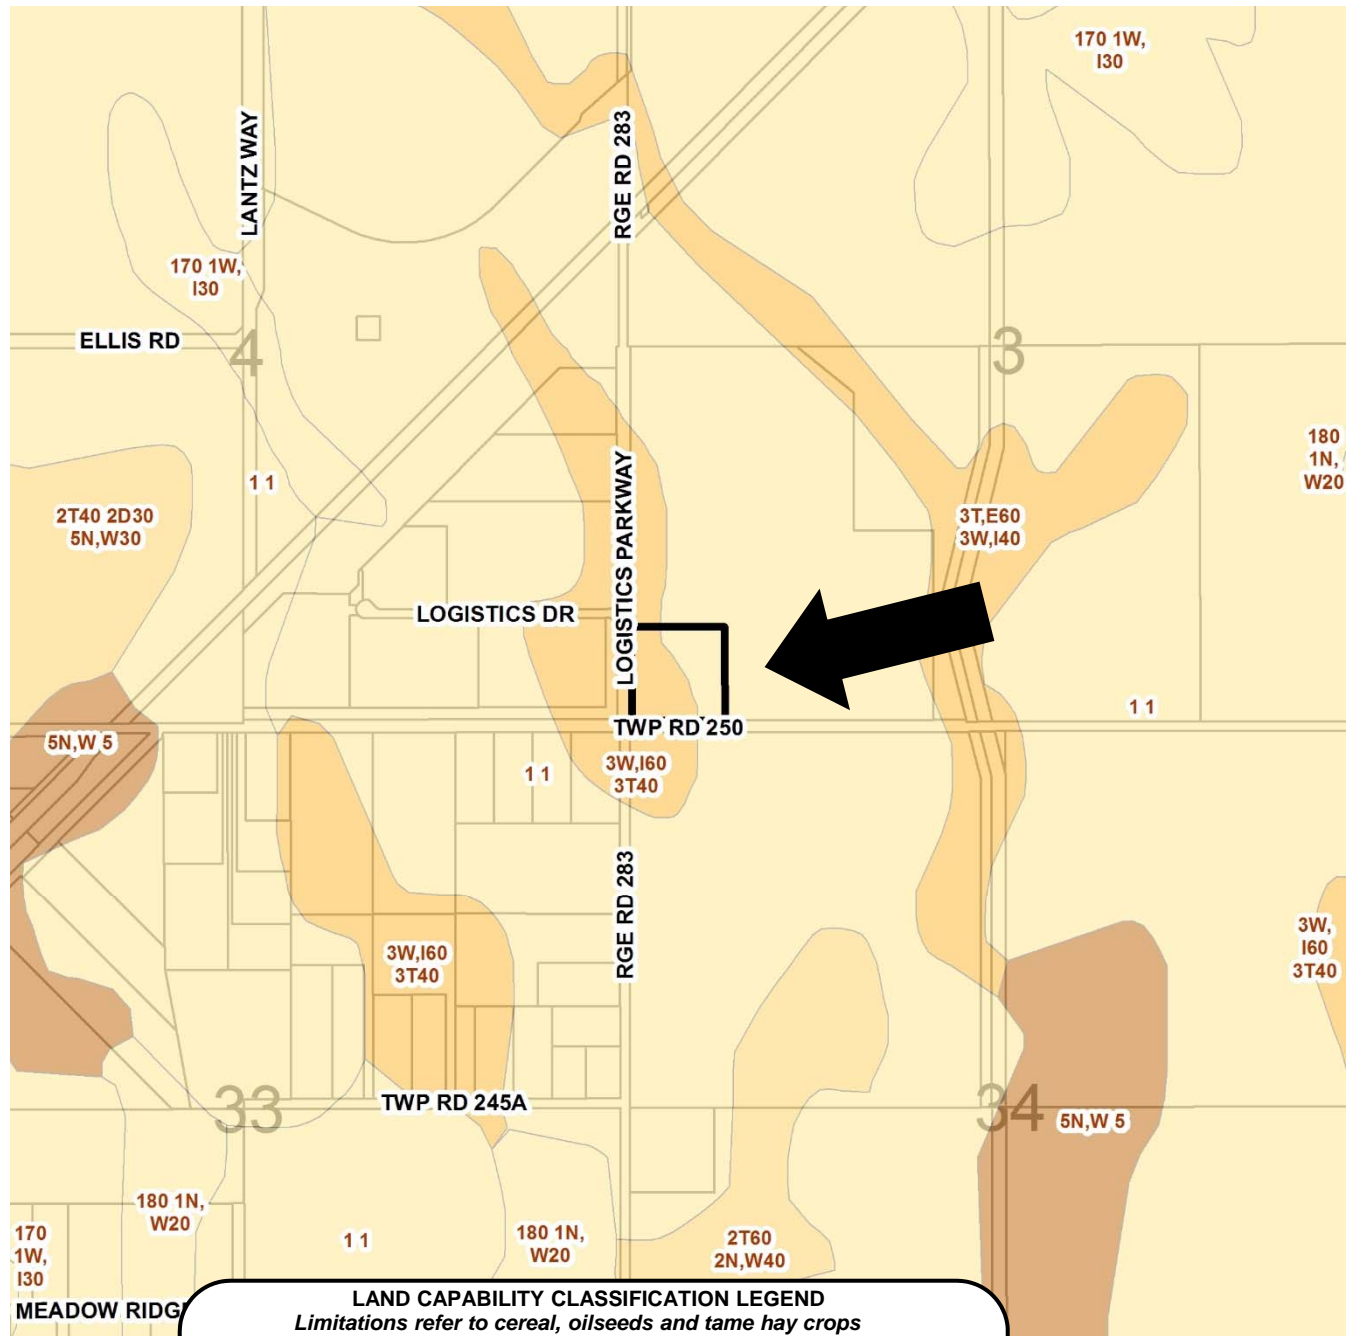 170 1W,
I30
LANTZ WAY
RGE RD 283
170 1W,
I30
ELLIS RD
4
3
180
1N,
W20
1 1
2T40 2D30
5N,W30
LOGISTICS PARKWAY
3T,E60
3W,I40
LOGISTICS DR
1 1
TWP RD 250
5N,W 5
1 1
3W,I60
3T40
RGE RD 283
3W,I60
3T40
3W,
I60
3T40
33
TWP RD 245A
34
5N,W 5
180 1N,
W20
170
1W,
I30
1 1
180 1N,
W20
2T60
2N,W40
MEADOW RIDG
LAND CAPABILITY CLASSIFICATION LEGEND
Limitations refer to cereal, oilseeds and tame hay crops